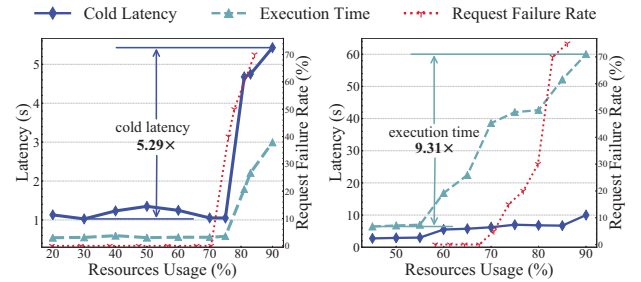 Cold Latency Execution Time Request Failure Rate
Latency (s)
5
4
3
2
1
cold latency
5.29×
70
60
50
40
30
20
10
0
Request Failure Rate (%)
20 30 40 50 60 70 80 90
Resources Usage (%)
Latency (s)
60
50
40
30
20
10
0
execution time
9.31×
70
60
50
40
30
20
10
0
Request Failure Rate (%)
50 60 70 80 90
Resources Usage (%)